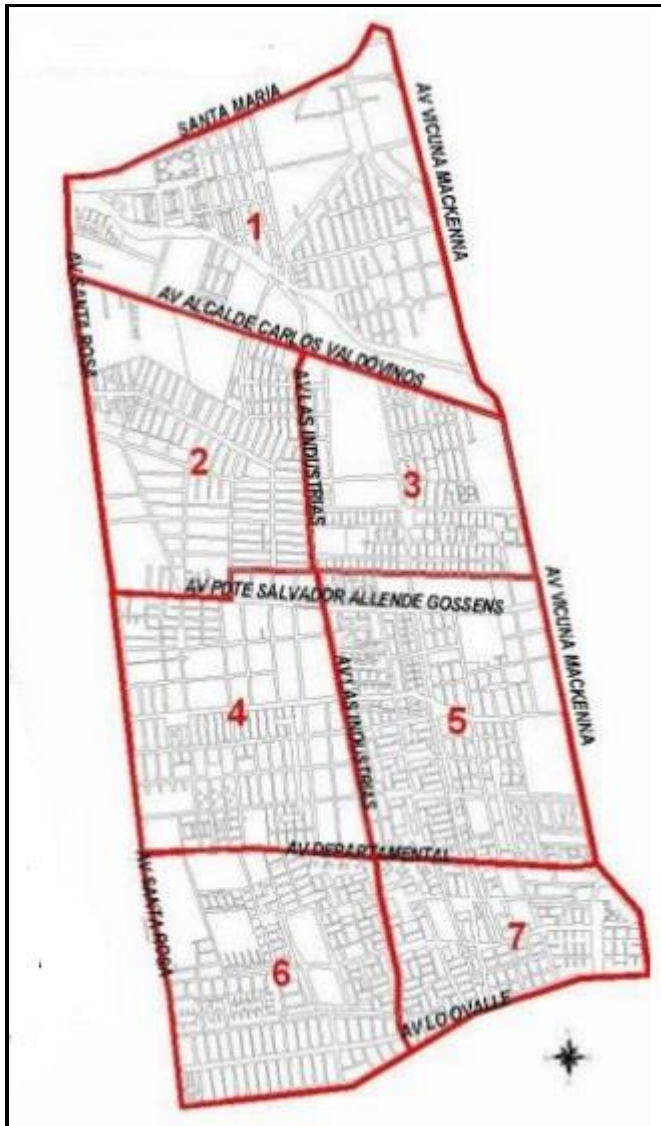 SANTA MARIA
AV VICUNA MACKENNA
1
AV SANTA ROSA
AV ALCALDE CARLOS VALDOVINOS
AV LAS INDUSTRIAS
2
3
AV PDTE SALVADOR ALLENDE GOSSENS
AV VICUNA MACKENNA
4
AV LAS INDUSTRIAS
5
AV DEPARTAMENTAL
AV SANTA ROSA
6
7
AV LO OVALLE